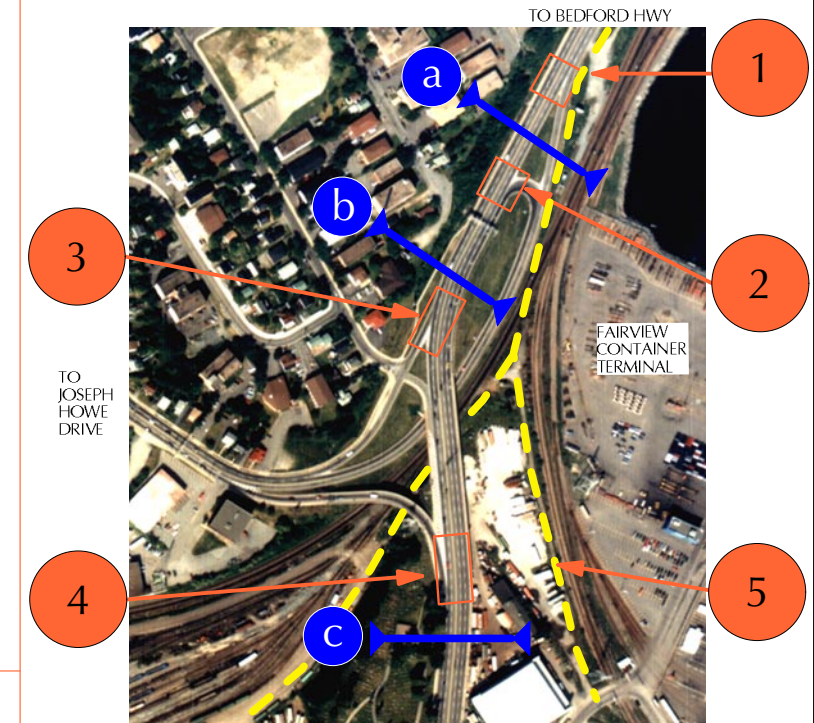 TO BEDFORD HWY
1
a
b
3
2
FAIRVIEW
CONTAINER
TERMINAL
TO
JOSEPH
HOWE
DRIVE
4
5
c